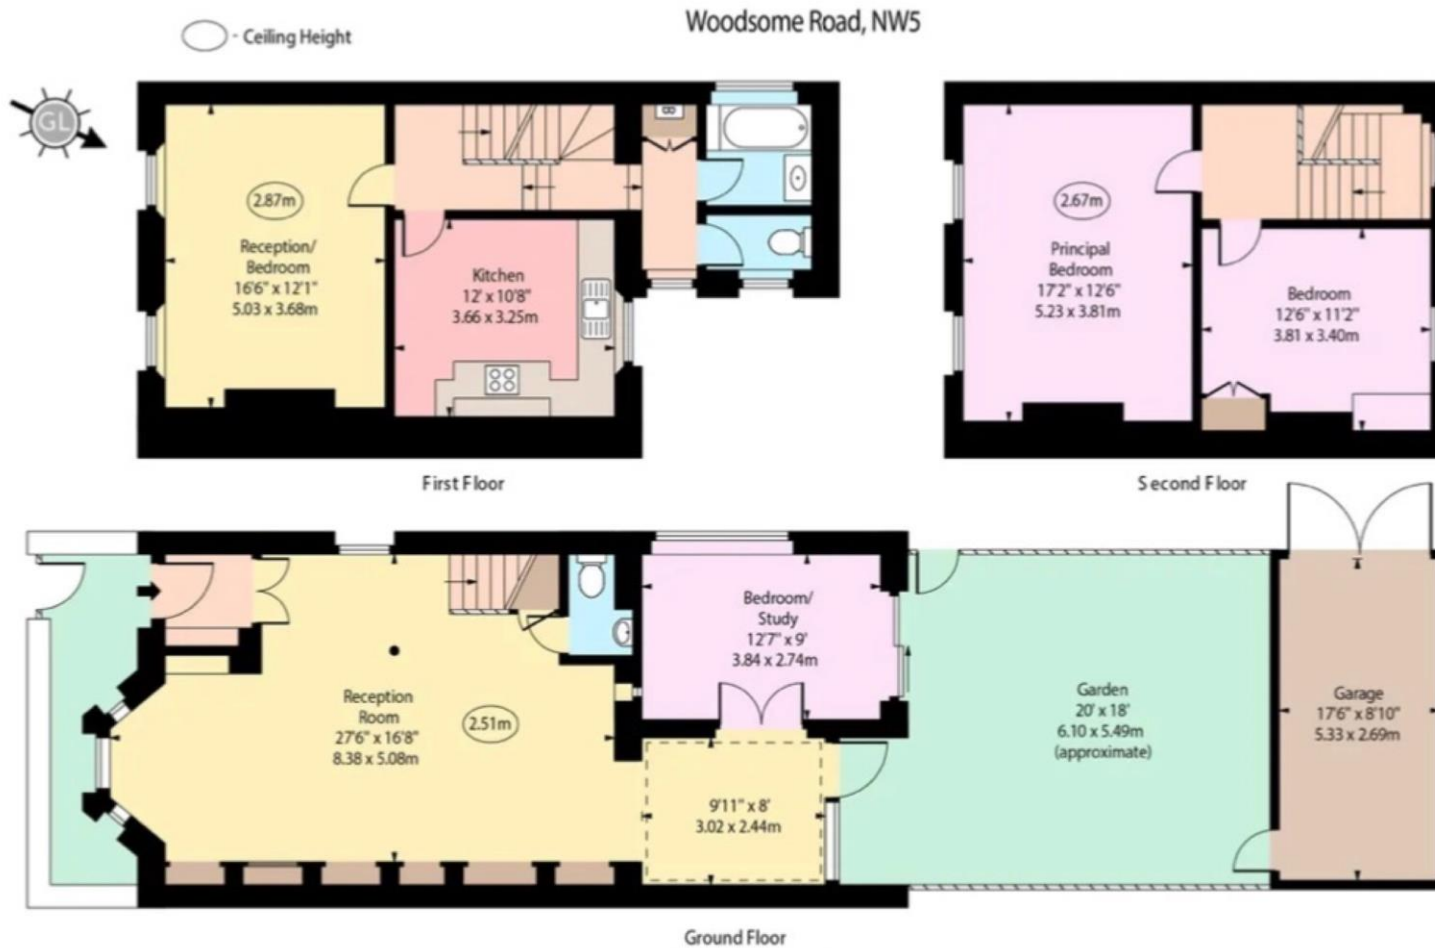 Woodsome Road, NW5
- Ceiling Height
GL
2.87m
Reception/
Bedroom
16'6" x 12'1"
5.03 x 3.68m
Kitchen
12' x 10'8"
3.66 x 3.25m
B
First Floor
2.67m
Principal
Bedroom
17'2" x 12'6"
5.23 x 3.81m
Bedroom
12'6" x 11'2"
3.81 x 3.40m
Second Floor
Reception
Room
27'6" x 16'8"
8.38 x 5.08m
2.51m
Bedroom/
Study
12'7" x 9'
3.84 x 2.74m
9'11" x 8'
3.02 x 2.44m
Garden
20' x 18'
6.10 x 5.49m
(approximate)
Garage
17'6" x 8'10"
5.33 x 2.69m
Ground Floor